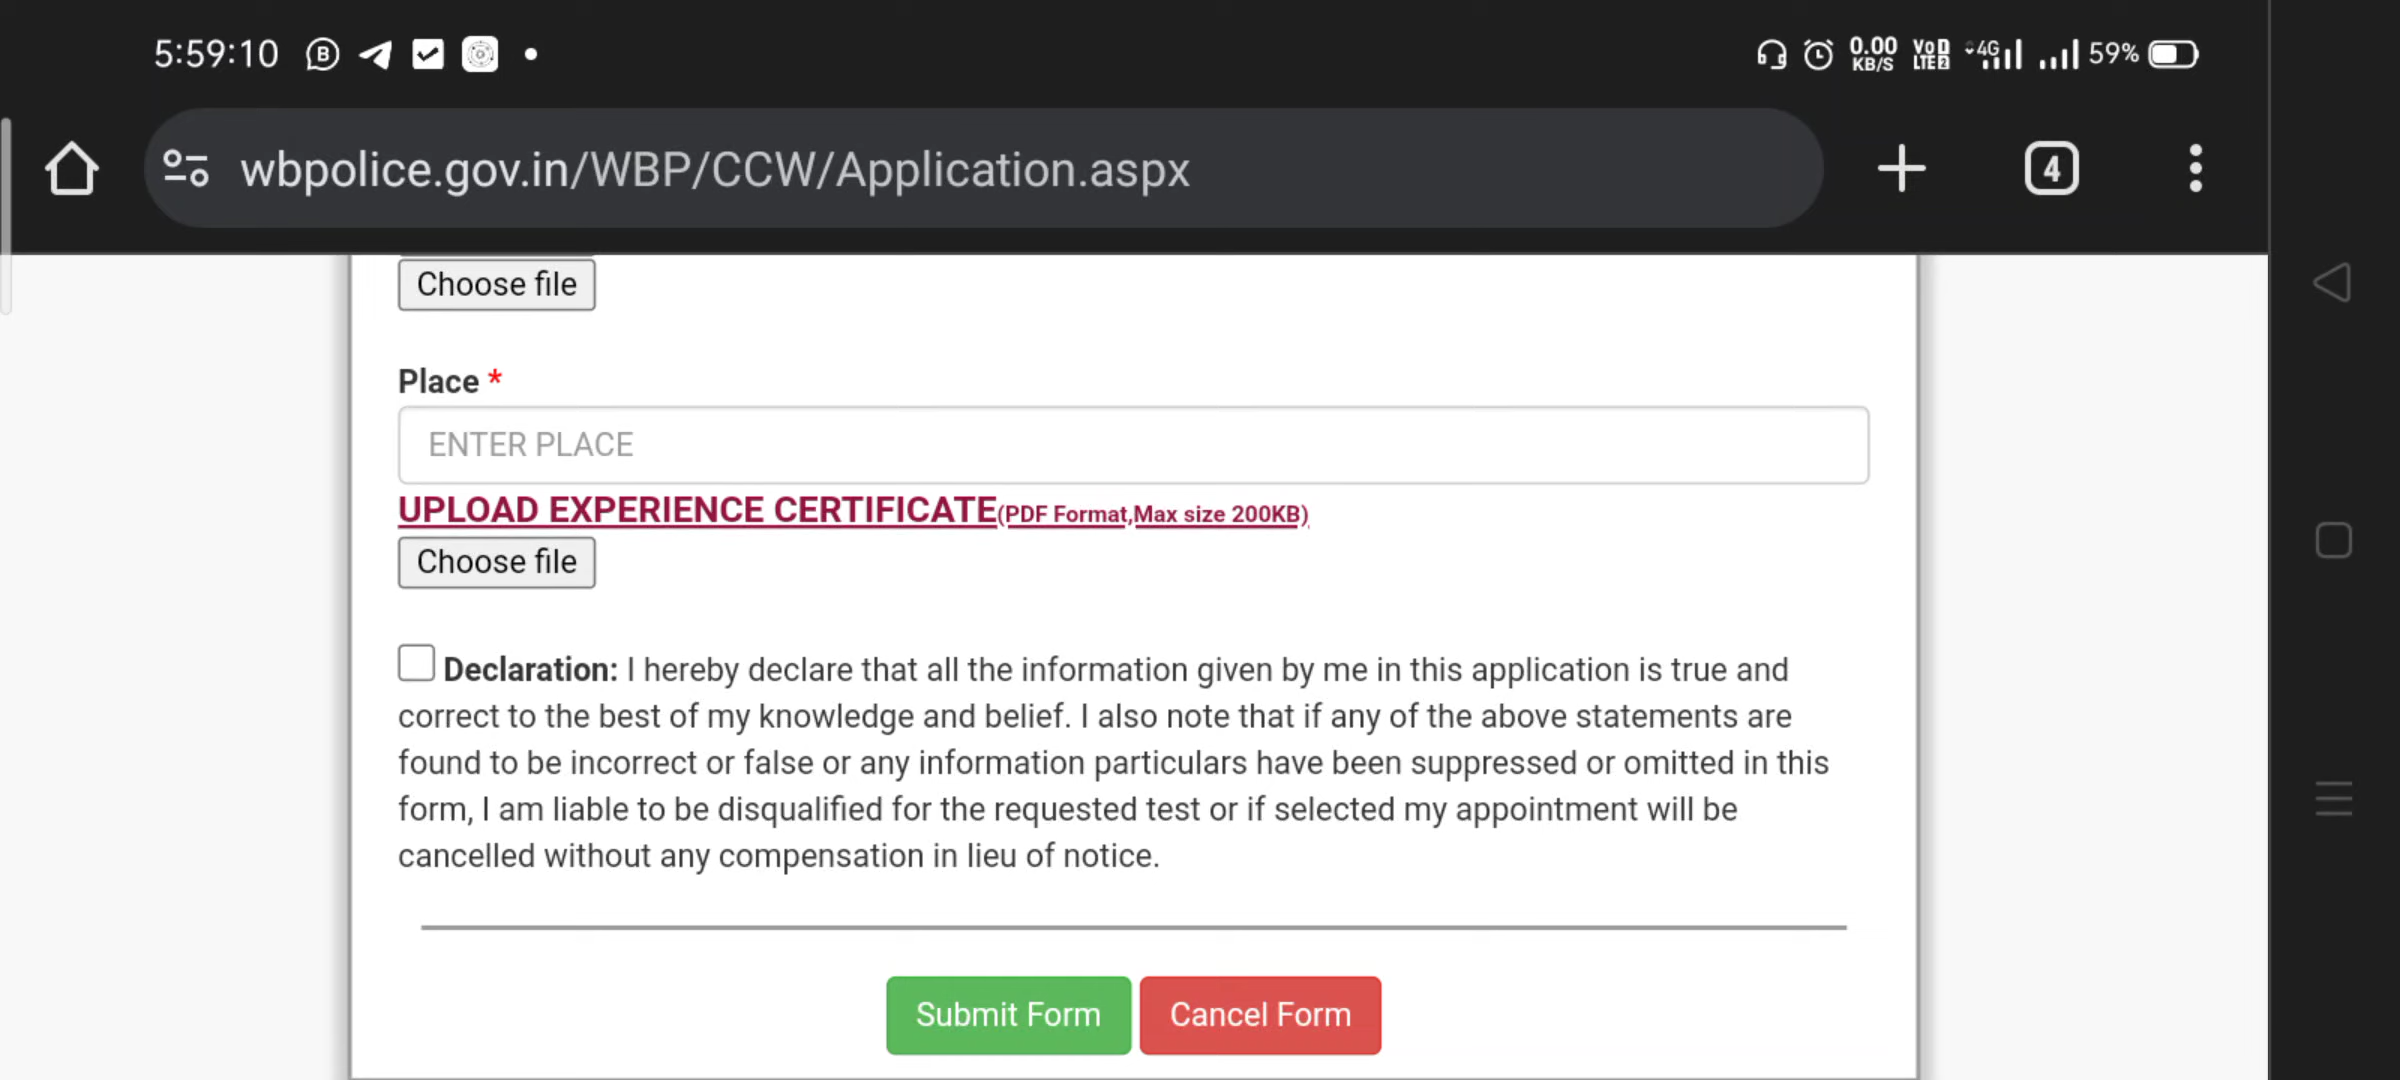 5:59:10 B 0.00 KB/S VoD LTE2 4G 59%
wbpolice.gov.in/WBP/CCW/Application.aspx 4
Choose file
Place *
ENTER PLACE
UPLOAD EXPERIENCE CERTIFICATE(PDF Format,Max size 200KB)
Choose file
Declaration: I hereby declare that all the information given by me in this application is true and
correct to the best of my knowledge and belief. I also note that if any of the above statements are
found to be incorrect or false or any information particulars have been suppressed or omitted in this
form, I am liable to be disqualified for the requested test or if selected my appointment will be
cancelled without any compensation in lieu of notice.
Submit Form Cancel Form